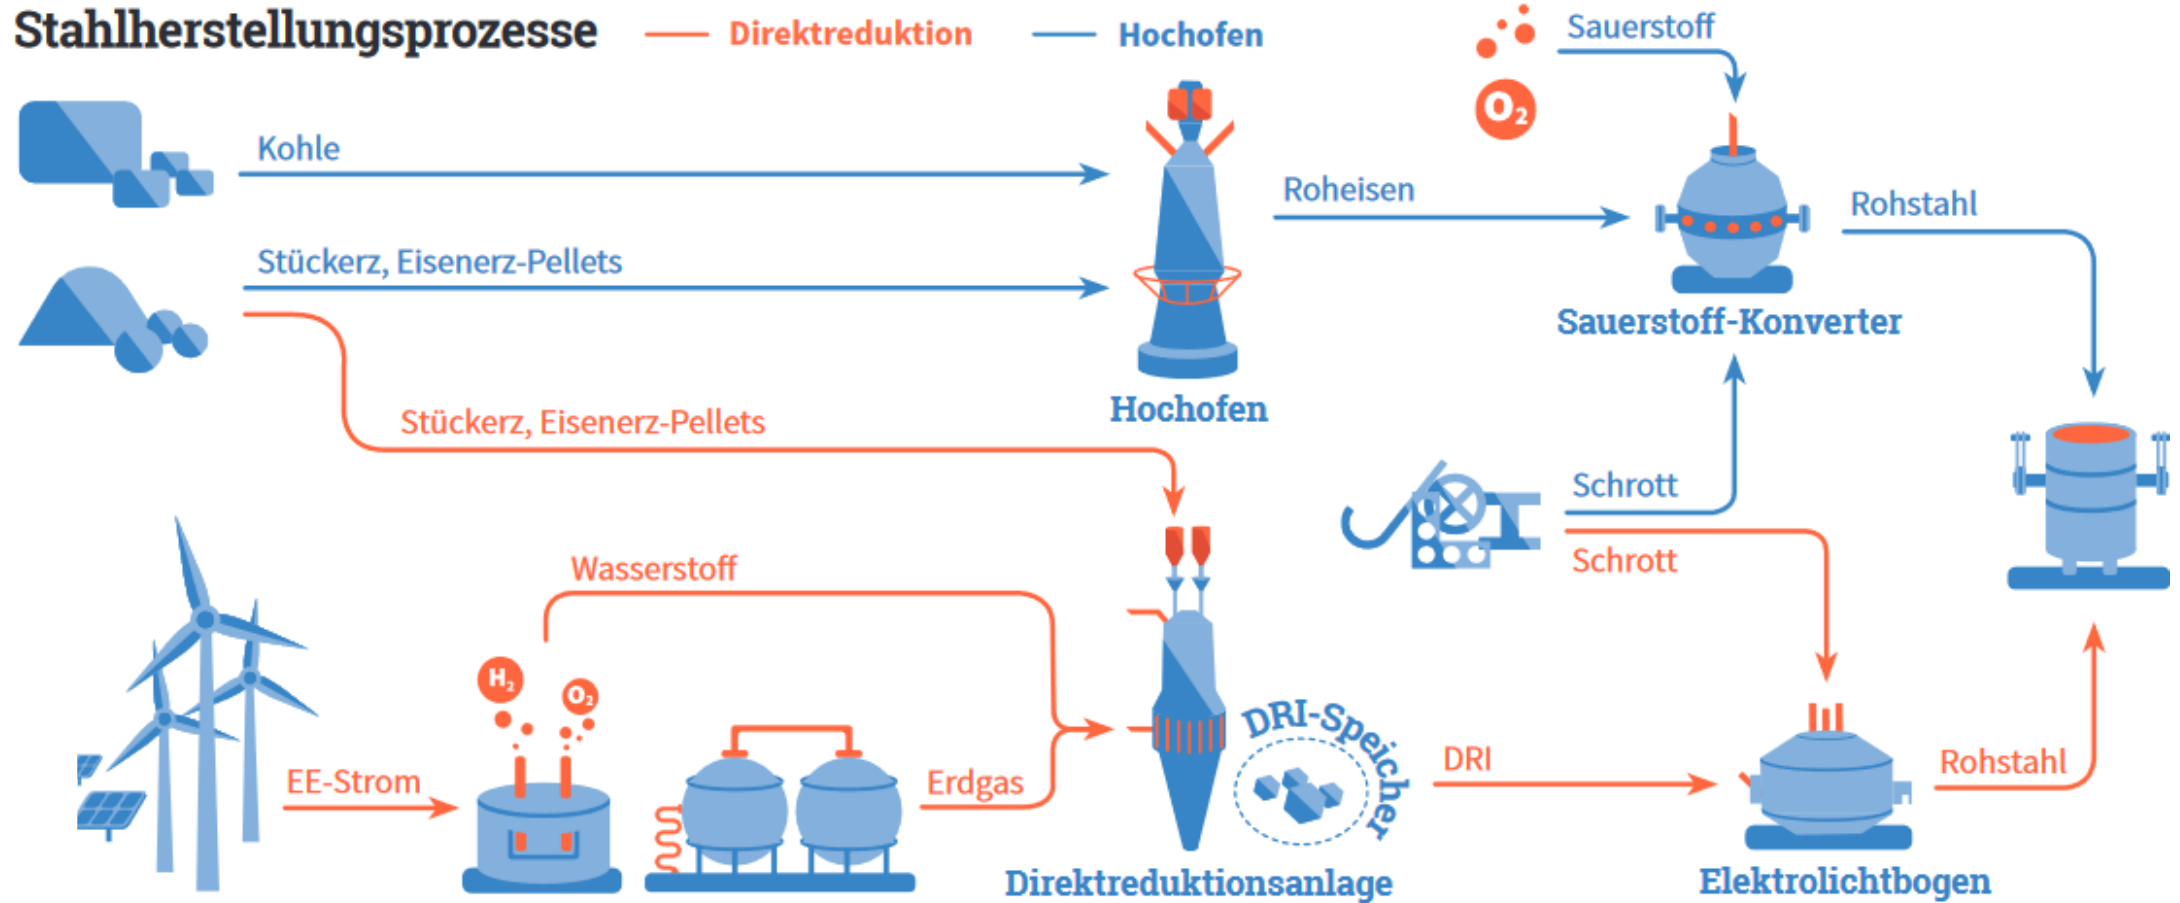 Stahlherstellungsprozesse
Direktreduktion
Hochofen
Sauerstoff
O₂
Kohle
Roheisen
Rohstahl
Stückerz, Eisenerz-Pellets
Sauerstoff-Konverter
Hochofen
Stückerz, Eisenerz-Pellets
Schrott
Schrott
Wasserstoff
H₂
O₂
DRI-Speicher
EE-Strom
Erdgas
DRI
Rohstahl
Direktreduktionsanlage
Elektrolichtbogen